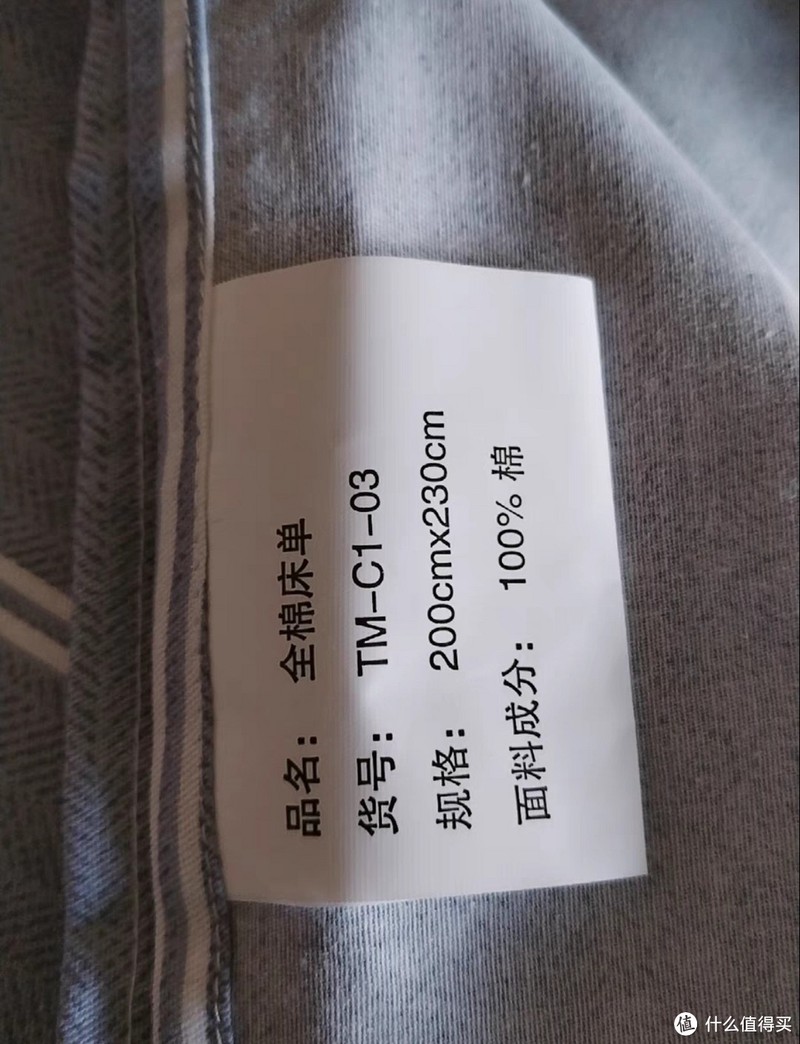 品名： 全棉床单
货号： TM-C1-03
规格： 200cmx230cm
面料成分： 100% 棉
值 什么值得买